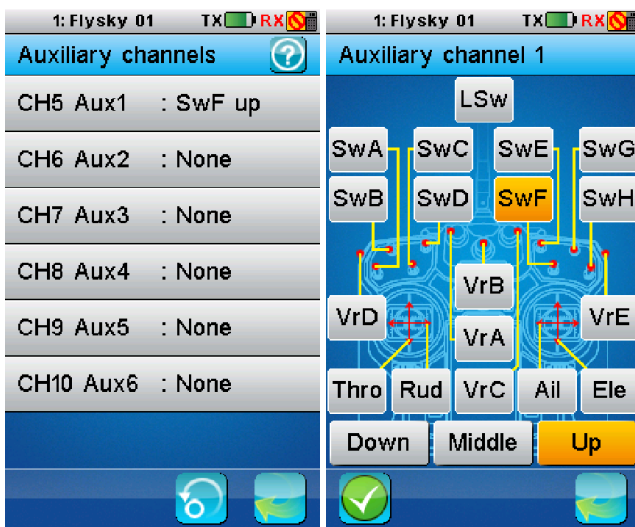 1: Flysky 01 TX RX
Auxiliary channels ?
CH5 Aux1 : SwF up
CH6 Aux2 : None
CH7 Aux3 : None
CH8 Aux4 : None
CH9 Aux5 : None
CH10 Aux6 : None
1: Flysky 01 TX RX
Auxiliary channel 1
LSw
SwA SwC SwE SwG
SwB SwD SwF SwH
VrB
VrD VrE
VrA
Thro Rud VrC Ail Ele
Down Middle Up